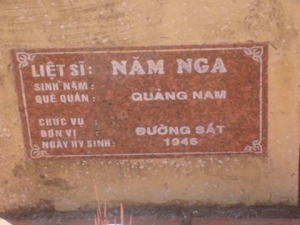 LIỆT SĨ: NĂM NGA
SINH NĂM:
QUÊ QUÁN: QUẢNG NAM
CHỨC VỤ :
ĐƠN VỊ : ĐƯỜNG SẮT
NGÀY HY SINH: 1946